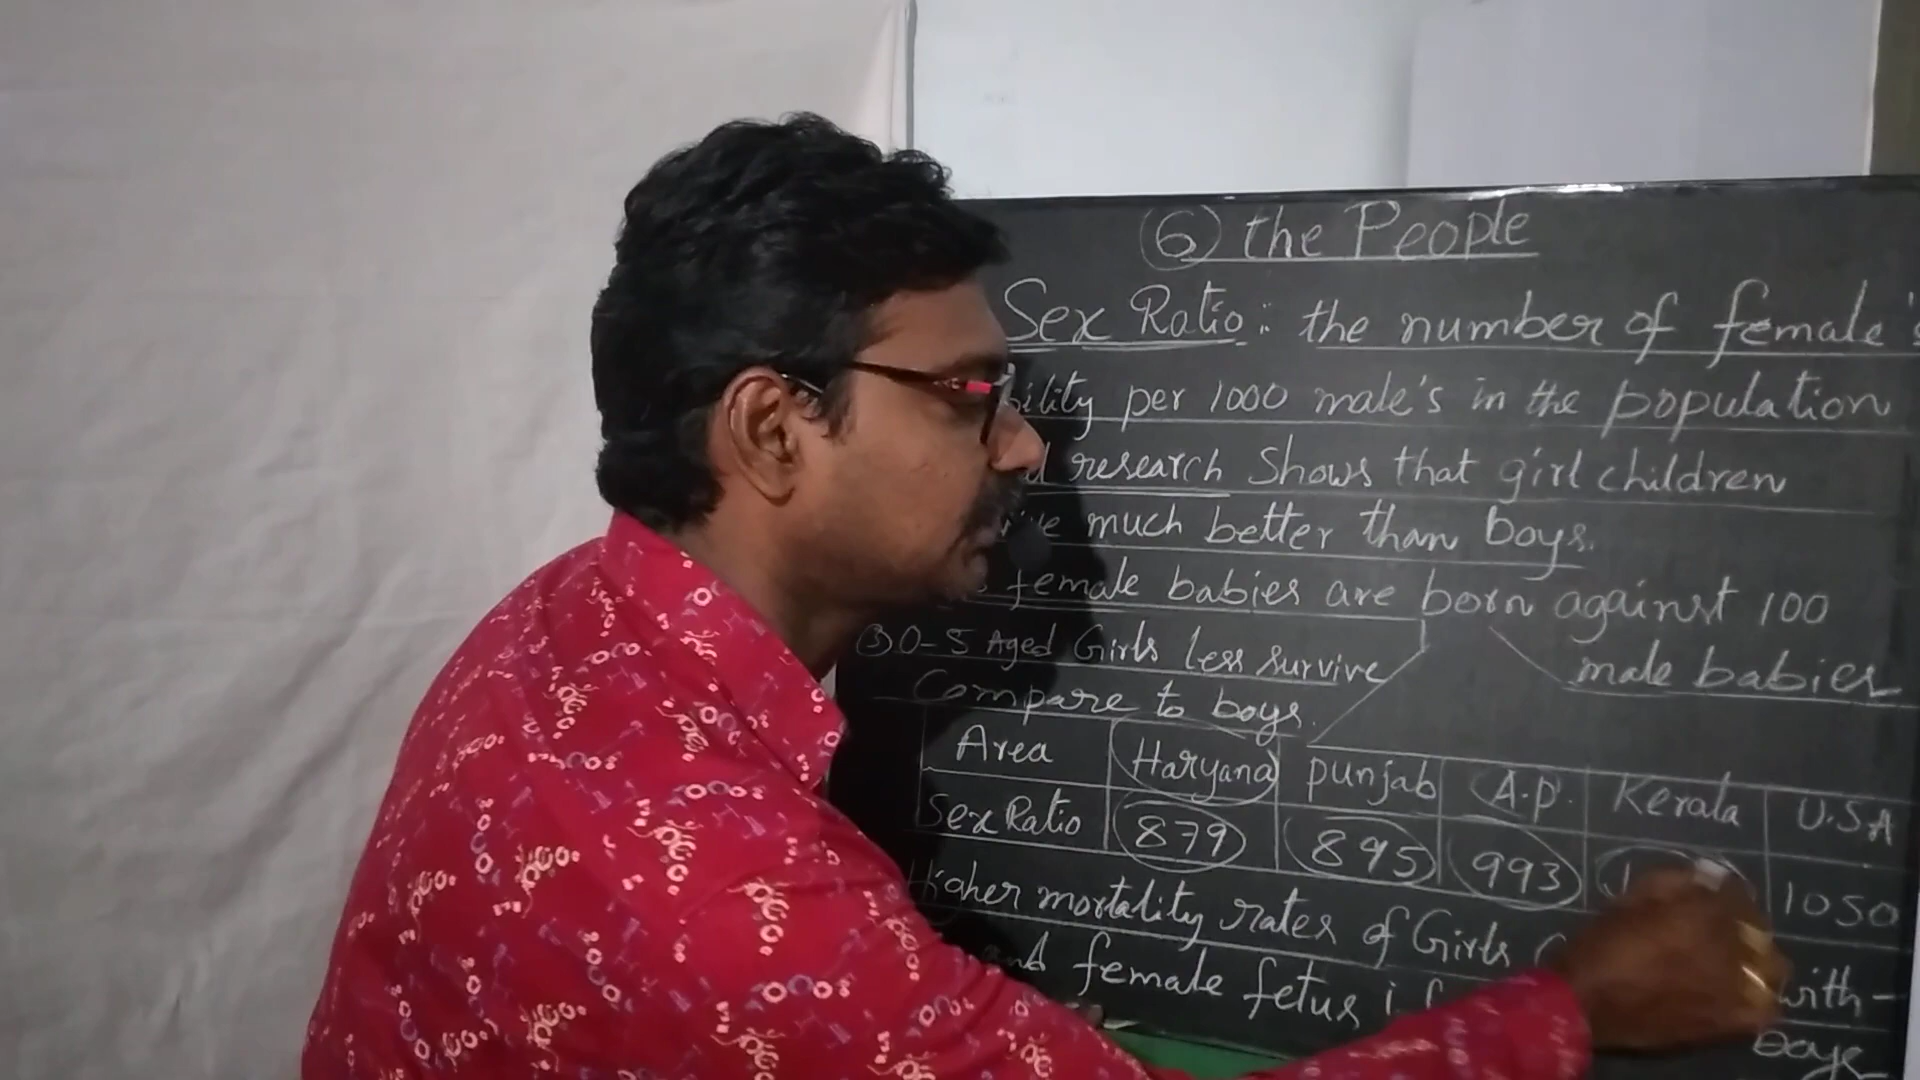 6 the People
Sex Ratio: the number of female's
per 1000 male's in the population
research Shows that girl children
much better than boys.
female babies are born against 100
male babies
③ 0-5 Aged Girls less survive
Compare to boys.
Area Haryana punjab A.P. Kerala U.S.A
Sex Ratio 879 895 993 1050
Higher mortality rates of Girls with-
and female fetus boys